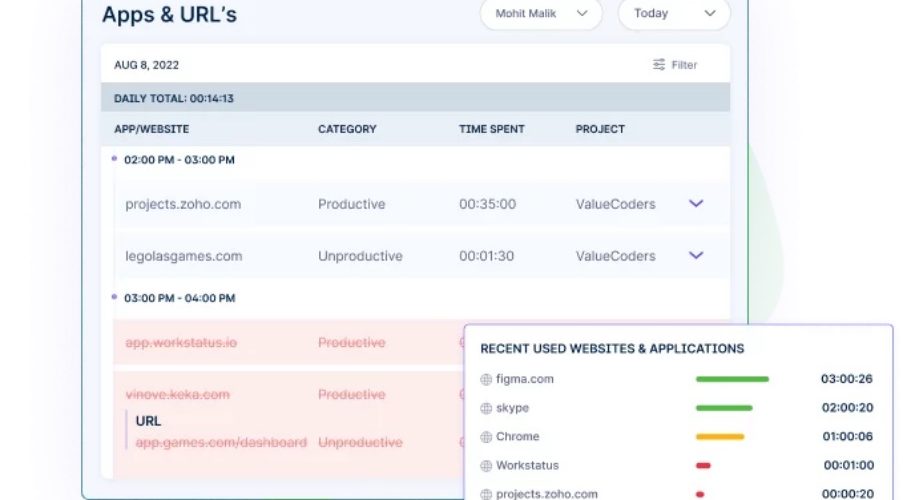 Apps & URL's
Mohit Malik
Today
AUG 8, 2022
Filter
DAILY TOTAL: 00:14:13
APP/WEBSITE CATEGORY TIME SPENT PROJECT
02:00 PM - 03:00 PM
projects.zoho.com Productive 00:35:00 ValueCoders
legolasgames.com Unproductive 00:01:30 ValueCoders
03:00 PM - 04:00 PM
app.workstatus.io Productive
vinove.keka.com Productive
URL
app.games.com/dashboard Unproductive
RECENT USED WEBSITES & APPLICATIONS
figma.com 03:00:26
skype 02:00:20
Chrome 01:00:06
Workstatus 00:01:00
projects.zoho.com 00:00:20